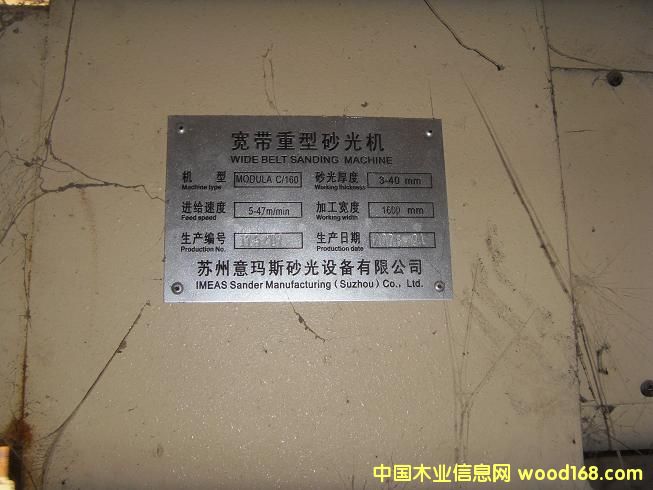 宽带重型砂光机
WIDE BELT SANDING MACHINE
机 型 MODULA C/160 砂光厚度 3-40 mm
Machine type Working thickness
进给速度 5-47m/min 加工宽度 1600 mm
Feed speed Working width
生产编号 生产日期
Production No. Production date
苏州意玛斯砂光设备有限公司
IMEAS Sander Manufacturing (Suzhou) Co., Ltd.
中国木业信息网 wood168.com